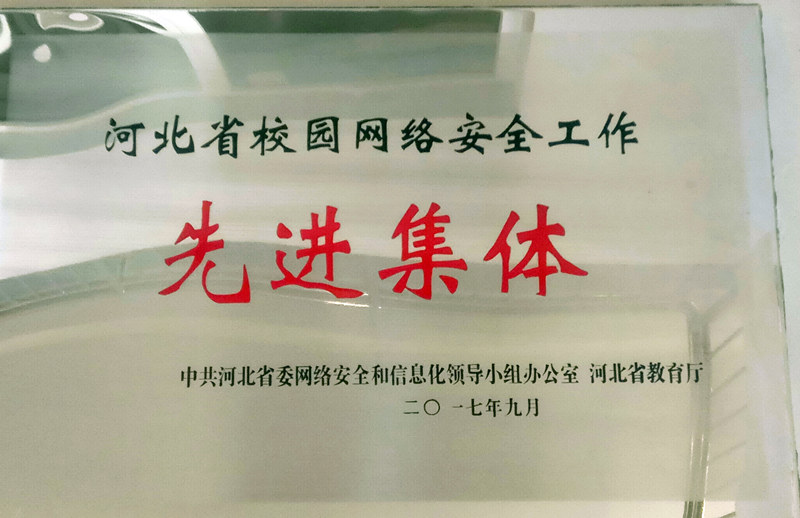 河北省校园网络安全工作
先进集体
中共河北省委网络安全和信息化领导小组办公室 河北省教育厅
二〇一七年九月